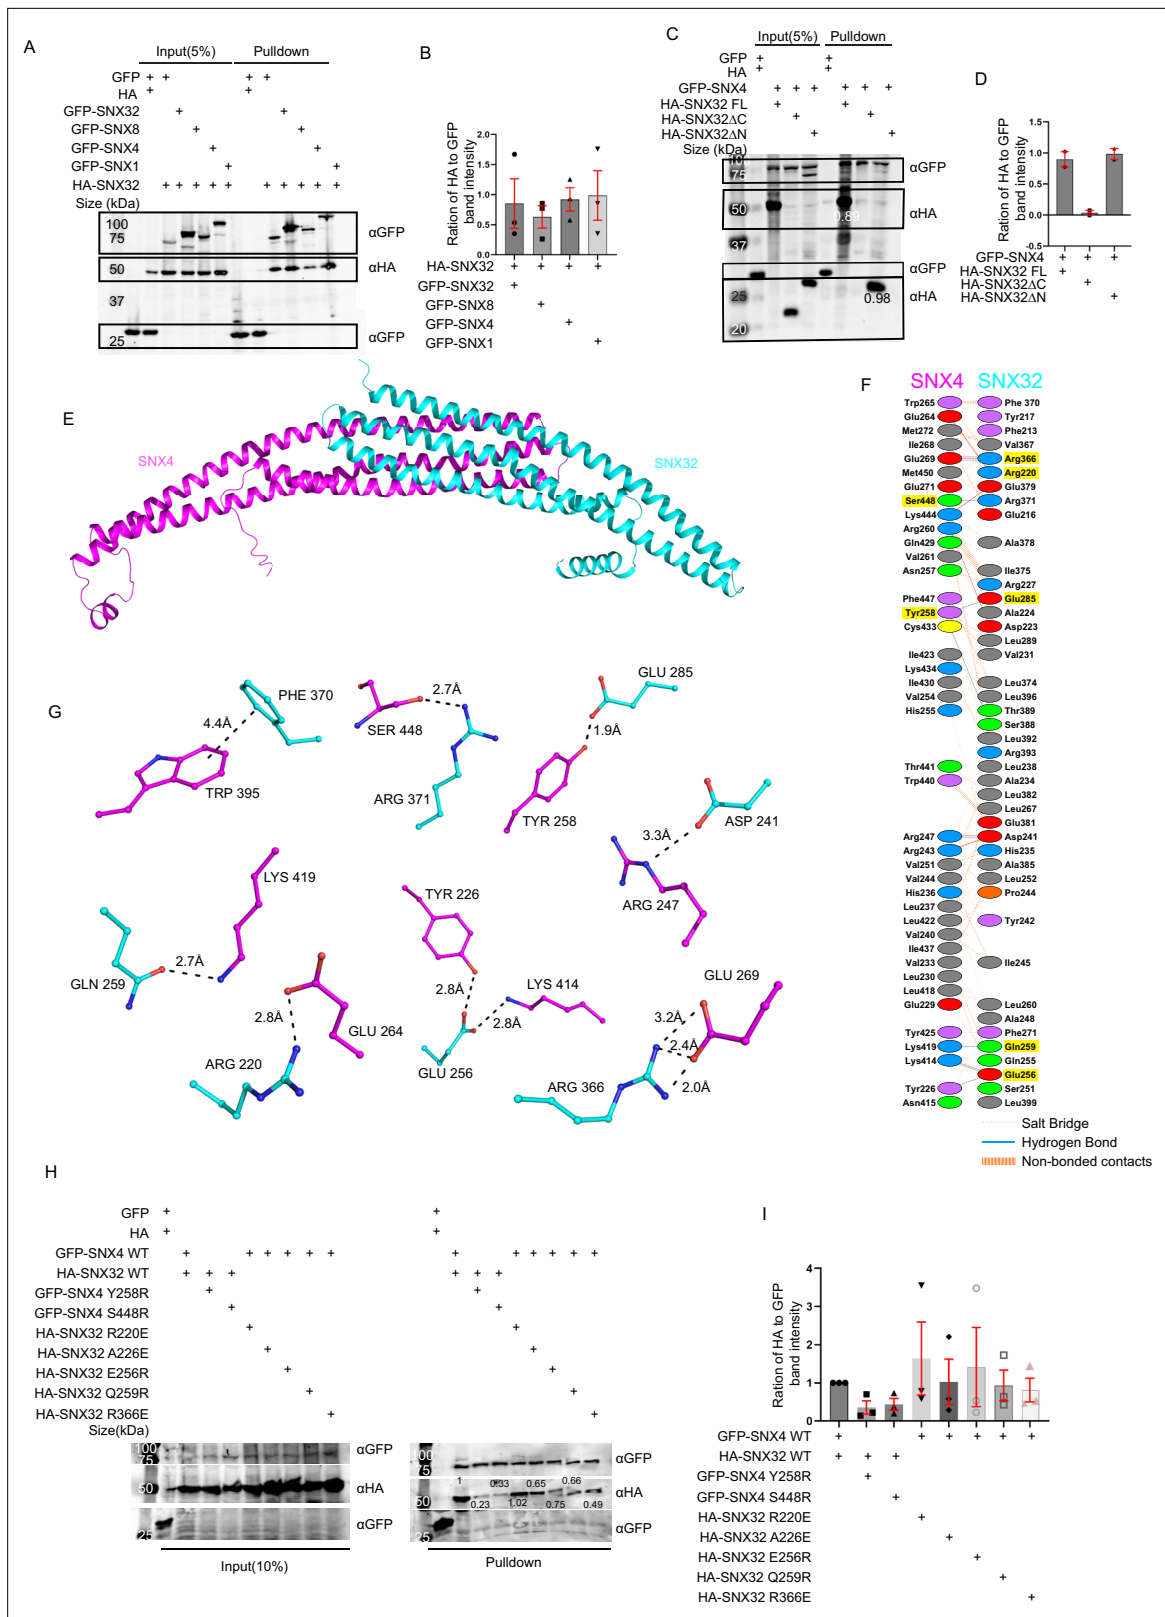 A
Input(5%) Pulldown
GFP + + + +
HA + +
GFP-SNX32 + +
GFP-SNX8 + +
GFP-SNX4 + +
GFP-SNX1 + +
HA-SNX32 + + + + + + + + + +
Size (kDa)
100
75
αGFP
50
αHA
37
25
αGFP
B
Ration of HA to GFP
band intensity
2.0
1.5
1.0
0.5
0.0
HA-SNX32 + + + +
GFP-SNX32 +
GFP-SNX8 +
GFP-SNX4 +
GFP-SNX1 +
C
Input(5%) Pulldown
GFP + +
HA + +
GFP-SNX4 + + + + + +
HA-SNX32 FL + +
HA-SNX32ΔC + +
HA-SNX32ΔN + +
Size (kDa)
75
αGFP
50
0.89
αHA
37
αGFP
25
0.98
αHA
20
D
Ration of HA to GFP
band intensity
1.5
1.0
0.5
0.0
-0.5
GFP-SNX4 + + +
HA-SNX32 FL +
HA-SNX32ΔC +
HA-SNX32ΔN +
E
SNX4
SNX32
F
SNX4 SNX32
Trp265 Phe 370
Glu264 Tyr217
Met272 Phe213
Ile268 Val367
Glu269 Arg366
Met450 Arg220
Glu271 Glu379
Ser448 Arg371
Lys444 Glu216
Arg260
Gln429 Ala378
Val261
Asn257 Ile375
Arg227
Phe447 Glu285
Tyr258 Ala224
Cys433 Asp223
Leu289
Ile423 Val231
Lys434
Ile430 Leu374
Val254 Leu396
His255 Thr389
Ser388
Leu392
Arg393
Thr441 Leu238
Trp440 Ala234
Leu382
Leu267
Glu381
Arg247 Asp241
Arg243 His235
Val251 Ala385
Val244 Leu252
His236 Pro244
Leu237
Leu422 Tyr242
Val240
Ile437
Val233 Ile245
Leu230
Leu418
Glu229 Leu260
Ala248
Tyr425 Phe271
Lys419 Gln259
Lys414 Gln255
Glu256
Tyr226 Ser251
Asn415 Leu399
Salt Bridge
Hydrogen Bond
Non-bonded contacts
G
PHE 370
4.4Å
TRP 395
2.7Å
SER 448
ARG 371
GLU 285
1.9Å
TYR 258
ASP 241
3.3Å
ARG 247
LYS 419
2.7Å
GLN 259
2.8Å
GLU 264
ARG 220
TYR 226
2.8Å
LYS 414
2.8Å
GLU 256
GLU 269
3.2Å
2.4Å
2.0Å
ARG 366
H
GFP + +
HA + +
GFP-SNX4 WT + + + + + + + + + + + +
HA-SNX32 WT + + + + + +
GFP-SNX4 Y258R + +
GFP-SNX4 S448R + +
HA-SNX32 R220E + +
HA-SNX32 A226E + +
HA-SNX32 E256R + +
HA-SNX32 Q259R + +
HA-SNX32 R366E + +
Size(kDa)
100
75
αGFP
50
αHA
25
αGFP
Input(10%)
100
75
αGFP
1 0.23 0.33 1.02 0.65 0.75 0.66 0.49
50
αHA
25
αGFP
Pulldown
I
Ration of HA to GFP
band intensity
4
3
2
1
0
GFP-SNX4 WT + + + + + +
HA-SNX32 WT + + +
GFP-SNX4 Y258R +
GFP-SNX4 S448R +
HA-SNX32 R220E +
HA-SNX32 A226E +
HA-SNX32 E256R +
HA-SNX32 Q259R +
HA-SNX32 R366E +